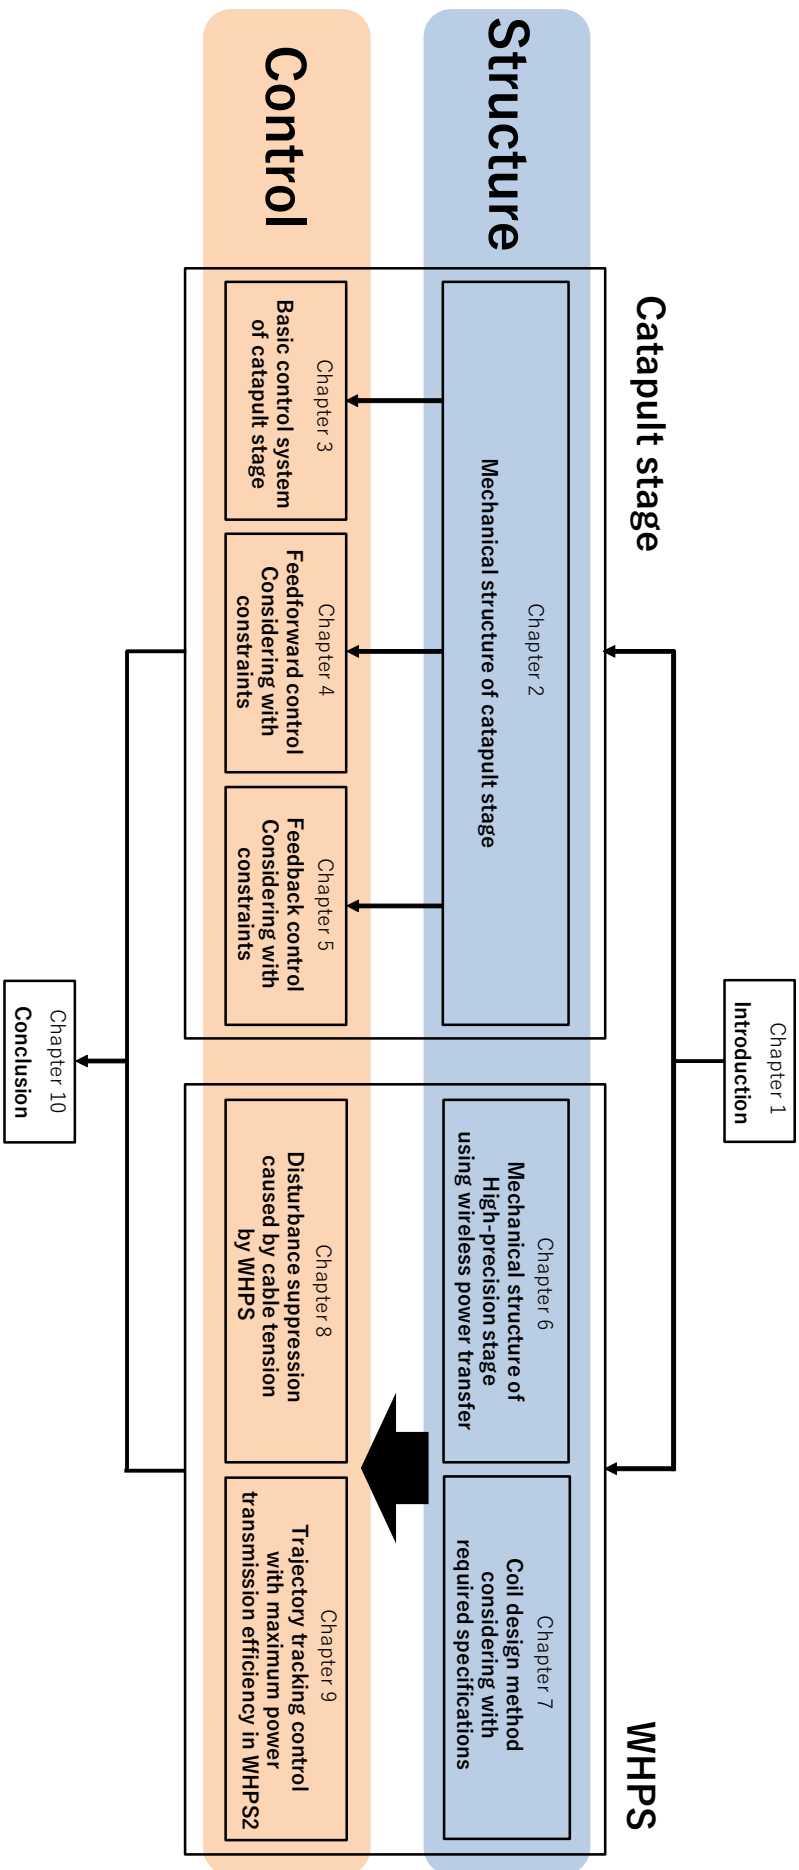 Chapter 1
Introduction
Catapult stage
WHPS
Structure
Chapter 2
Mechanical structure of catapult stage
Chapter 6
Mechanical structure of
High-precision stage
using wireless power transfer
Chapter 7
Coil design method
considering with
required specifications
Control
Chapter 3
Basic control system
of catapult stage
Chapter 4
Feedforward control
Considering with
constraints
Chapter 5
Feedback control
Considering with
constraints
Chapter 8
Disturbance suppression
caused by cable tension
by WHPS
Chapter 9
Trajectory tracking control
with maximum power
transmission efficiency in WHPS2
Chapter 10
Conclusion